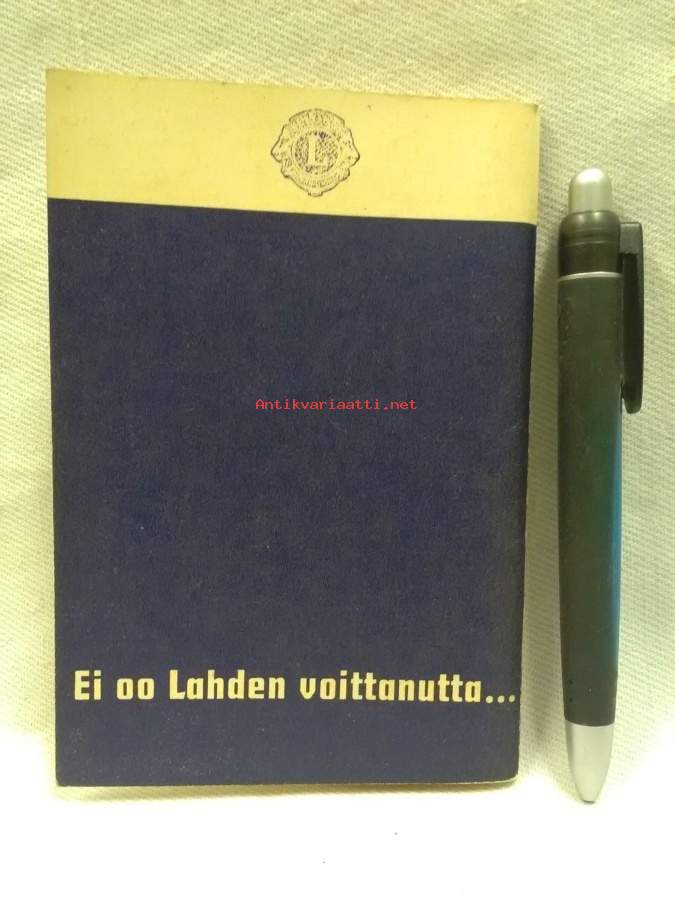 L
Antikvariaatti.net
Ei oo Lahden voittanutta...